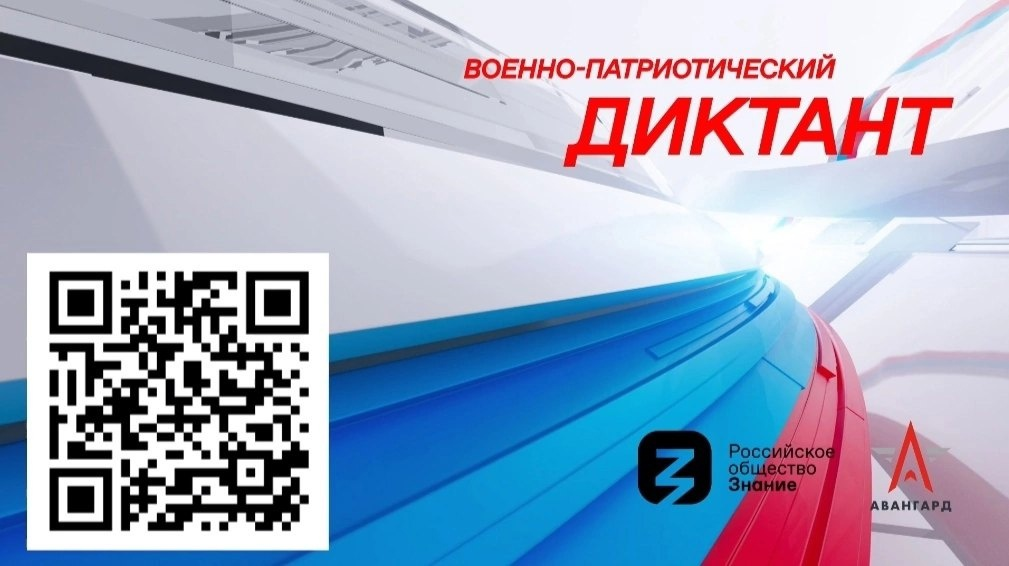 ВОЕННО-ПАТРИОТИЧЕСКИЙ
ДИКТАНТ
Российское
общество
Знание
АВАНГАРД